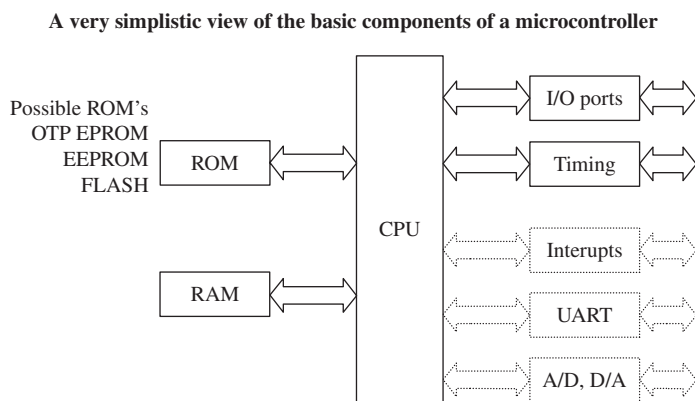 A very simplistic view of the basic components of a microcontroller
Possible ROM's
OTP EPROM
EEPROM
FLASH
ROM
RAM
CPU
I/O ports
Timing
Interupts
UART
A/D, D/A